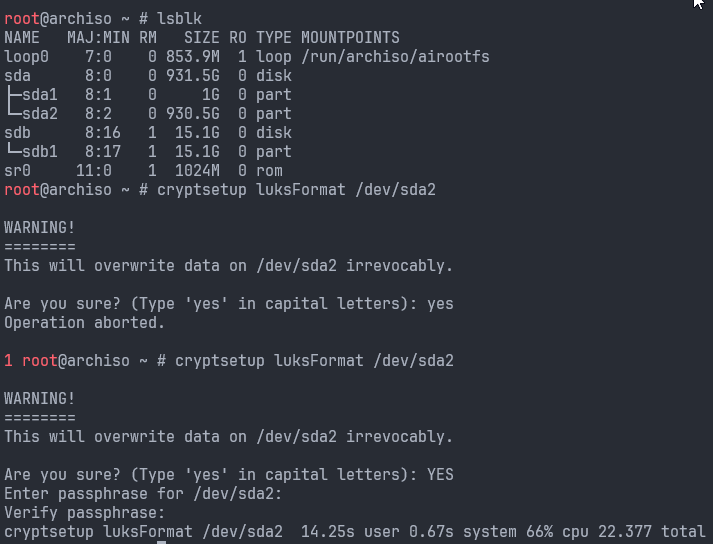 root@archiso ~ # lsblk
NAME   MAJ:MIN RM   SIZE RO TYPE MOUNTPOINTS
loop0    7:0    0 853.9M  1 loop /run/archiso/airootfs
sda      8:0    0 931.5G  0 disk
├─sda1   8:1    0     1G  0 part
└─sda2   8:2    0 930.5G  0 part
sdb      8:16   1  15.1G  0 disk
└─sdb1   8:17   1  15.1G  0 part
sr0     11:0    1  1024M  0 rom
root@archiso ~ # cryptsetup luksFormat /dev/sda2
WARNING!
========
This will overwrite data on /dev/sda2 irrevocably.
Are you sure? (Type 'yes' in capital letters): yes
Operation aborted.
1 root@archiso ~ # cryptsetup luksFormat /dev/sda2
WARNING!
========
This will overwrite data on /dev/sda2 irrevocably.
Are you sure? (Type 'yes' in capital letters): YES
Enter passphrase for /dev/sda2:
Verify passphrase:
cryptsetup luksFormat /dev/sda2  14.25s user 0.67s system 66% cpu 22.377 total